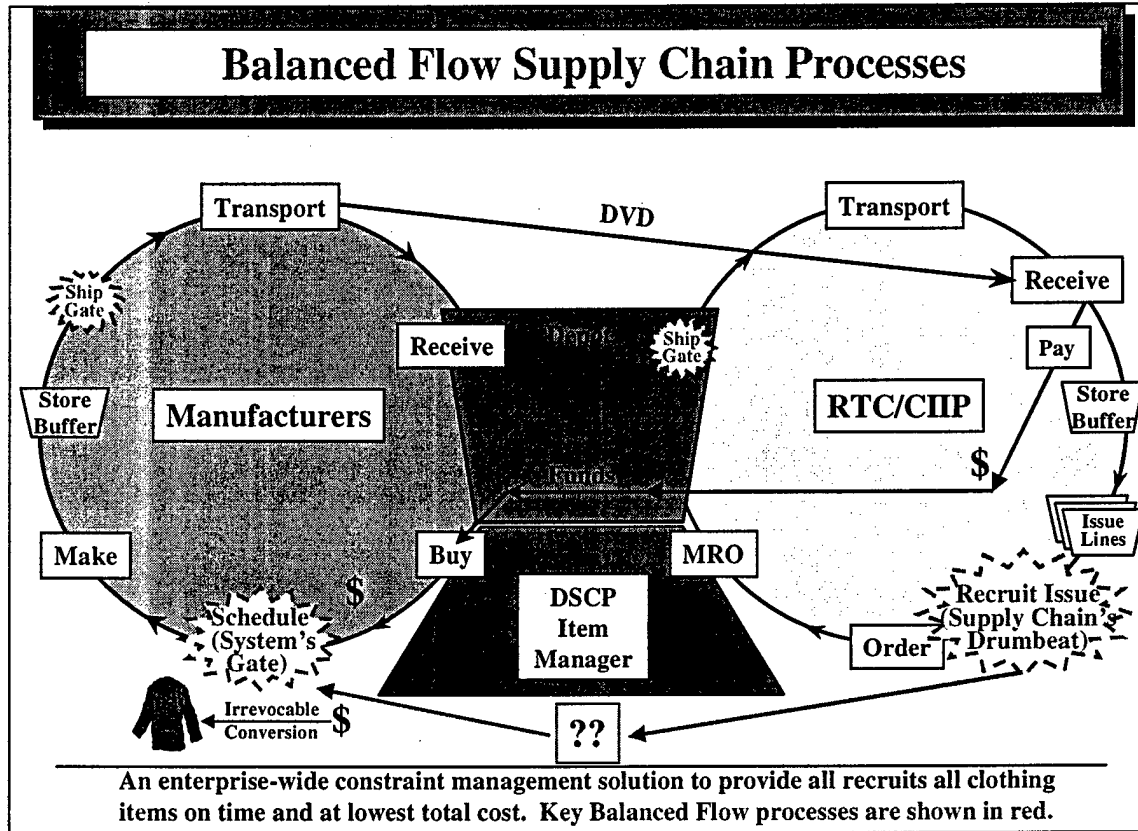 Balanced Flow Supply Chain Processes
Transport
DVD
Transport
Ship
Gate
Receive
Receive
Depot
Ship
Gate
Pay
Store
Buffer
Manufacturers
RTC/CIIP
Store
Buffer
$
Funds
Issue
Lines
Make
Buy
MRO
$
Schedule
(System's
Gate)
DSCP
Item
Manager
Recruit Issue
(Supply Chain's
Drumbeat)
Order
Irrevocable
Conversion
$
??
An enterprise-wide constraint management solution to provide all recruits all clothing
items on time and at lowest total cost. Key Balanced Flow processes are shown in red.